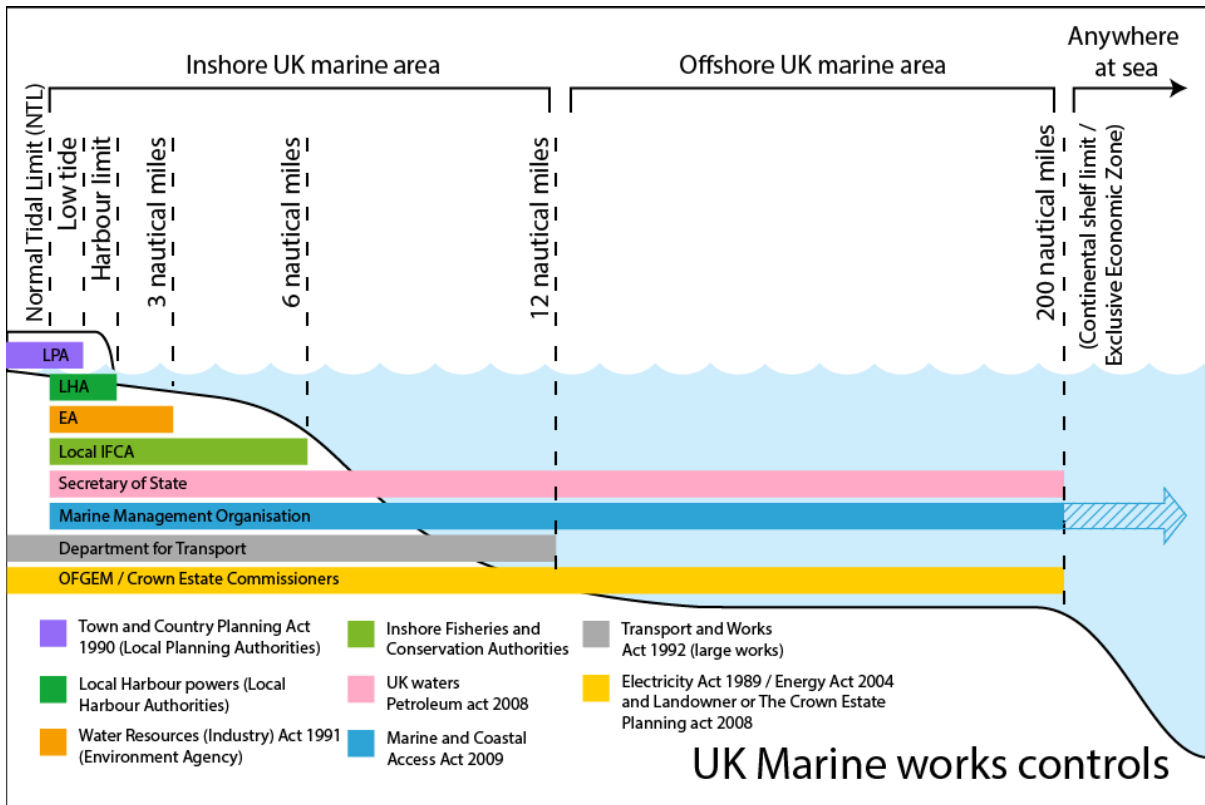 Inshore UK marine area
Offshore UK marine area
Anywhere
at sea
Normal Tidal Limit (NTL)
Low tide
Harbour limit
3 nautical miles
6 nautical miles
12 nautical miles
200 nautical miles
(Continental shelf limit /
Exclusive Economic Zone)
LPA
LHA
EA
Local IFCA
Secretary of State
Marine Management Organisation
Department for Transport
OFGEM / Crown Estate Commissioners
Town and Country Planning Act
1990 (Local Planning Authorities)
Local Harbour powers (Local
Harbour Authorities)
Water Resources (Industry) Act 1991
(Environment Agency)
Inshore Fisheries and
Conservation Authorities
UK waters
Petroleum act 2008
Marine and Coastal
Access Act 2009
Transport and Works
Act 1992 (large works)
Electricity Act 1989 / Energy Act 2004
and Landowner or The Crown Estate
Planning act 2008
UK Marine works controls